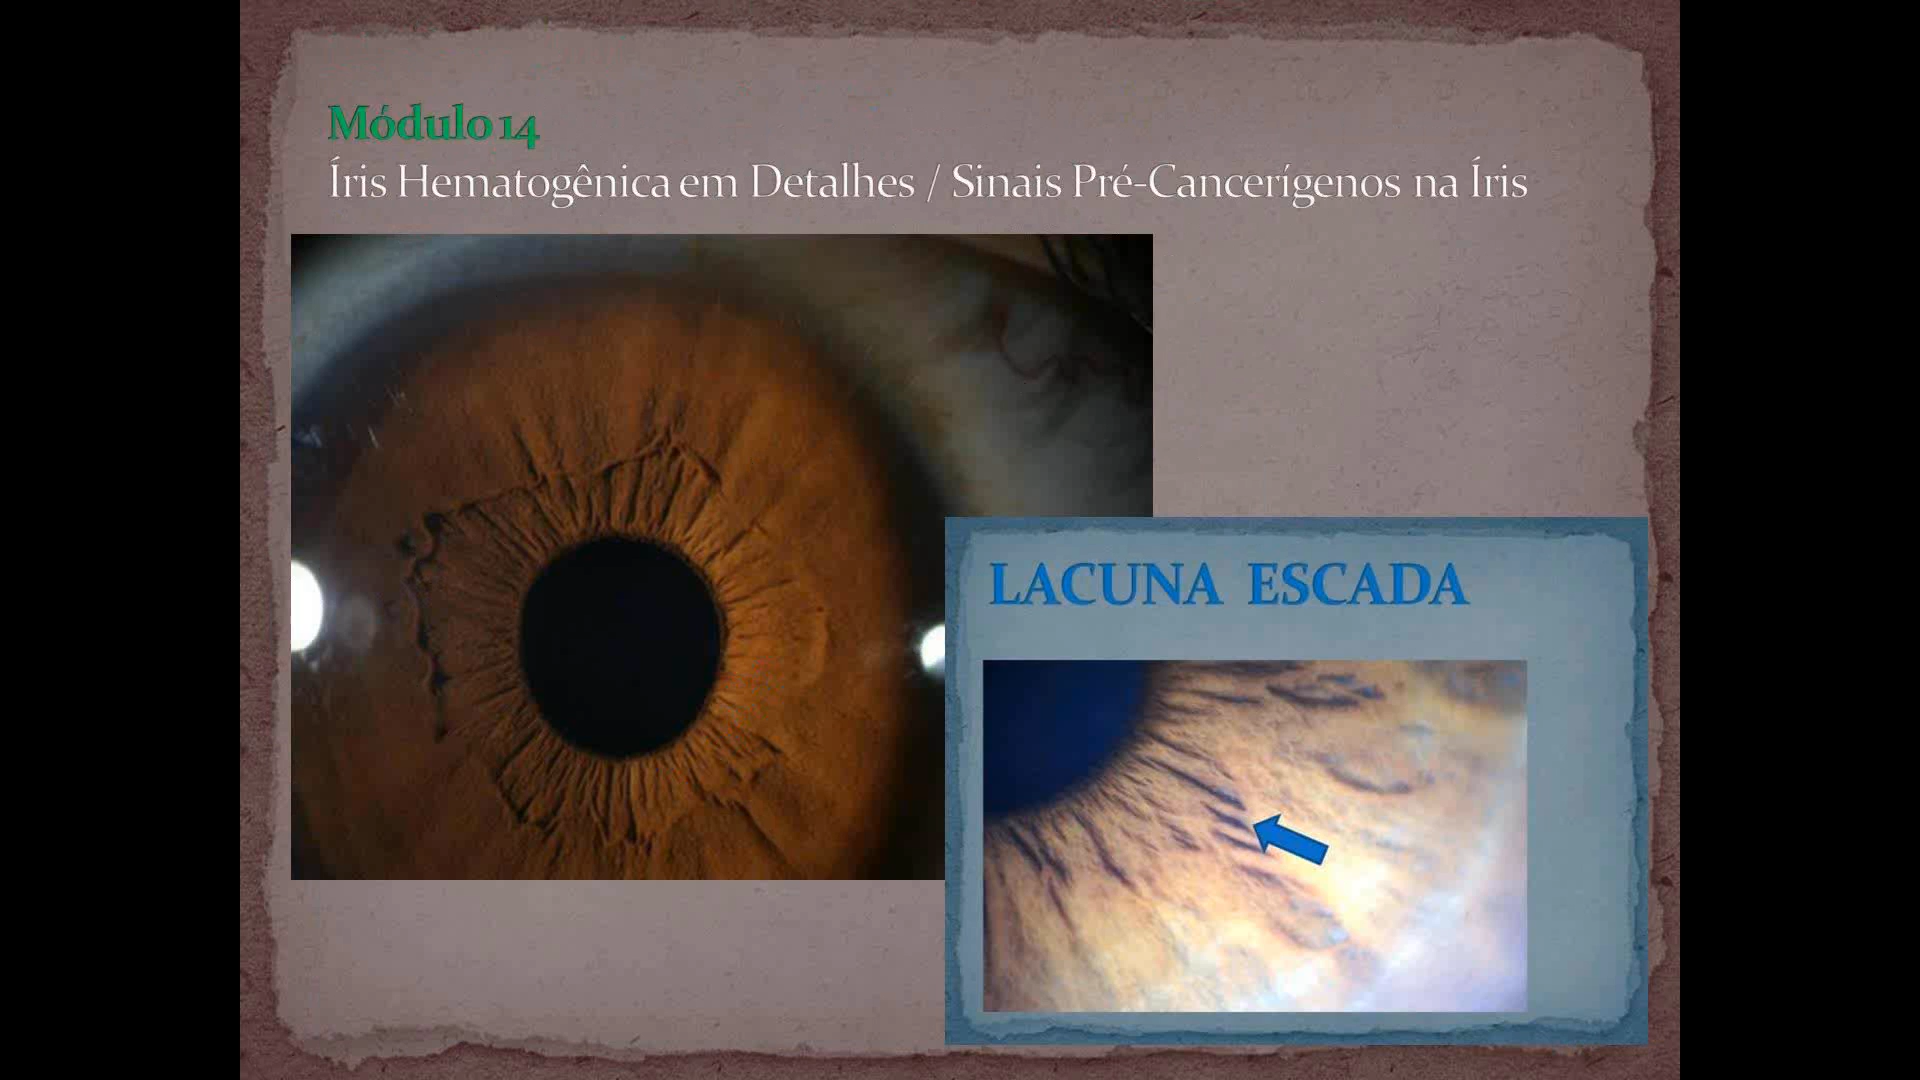 Módulo 14
Íris Hematogênica em Detalhes / Sinais Pré-Cancerígenos na Íris
LACUNA ESCADA